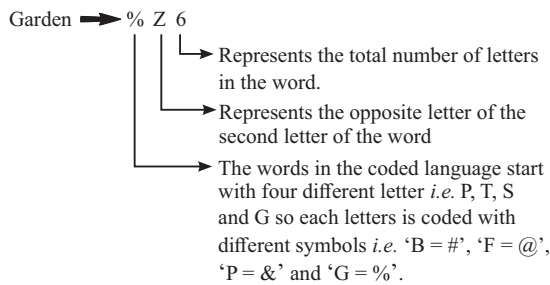 Garden ➡ % Z 6
Represents the total number of letters
in the word.
Represents the opposite letter of the
second letter of the word
The words in the coded language start
with four different letter i.e. P, T, S
and G so each letters is coded with
different symbols i.e. ‘B = #’, ‘F = @’,
‘P = &’ and ‘G = %’.